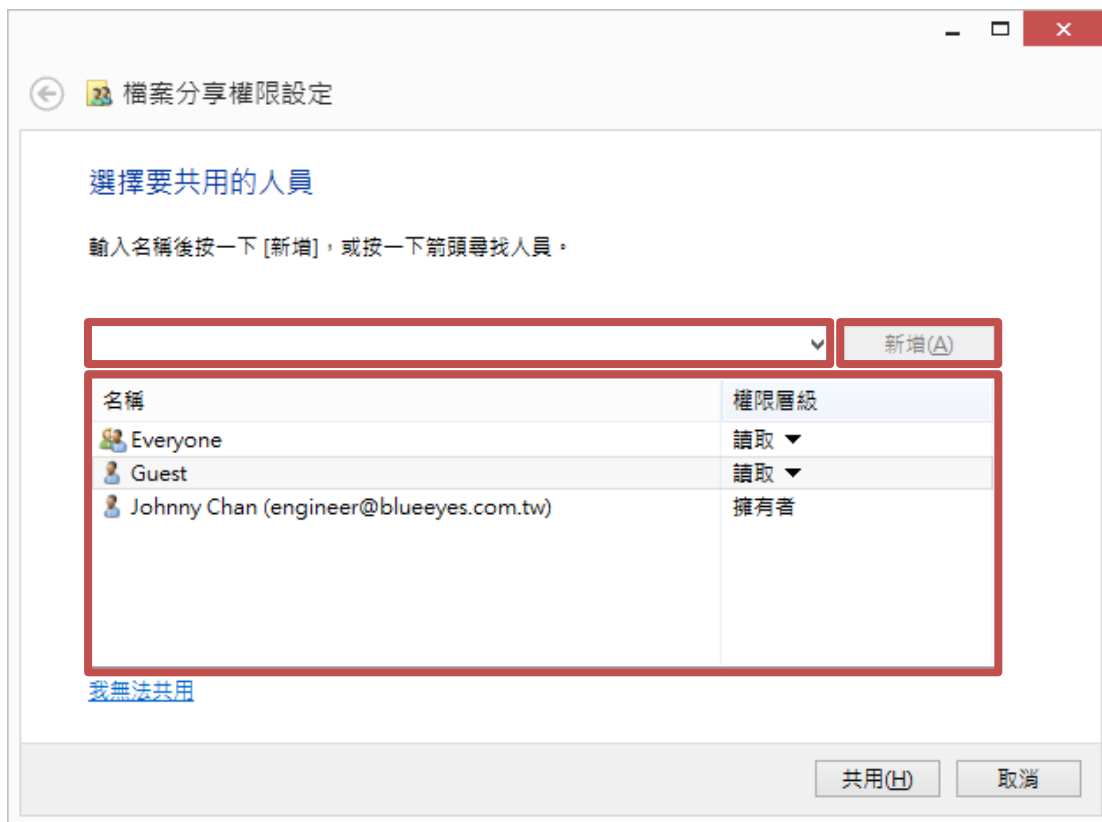 檔案分享權限設定
選擇要共用的人員
輸入名稱後按一下 [新增]，或按一下箭頭尋找人員。
新增(A)
名稱 權限層級
Everyone 讀取
Guest 讀取
Johnny Chan (engineer@blueeyes.com.tw) 擁有者
我無法共用
共用(H) 取消